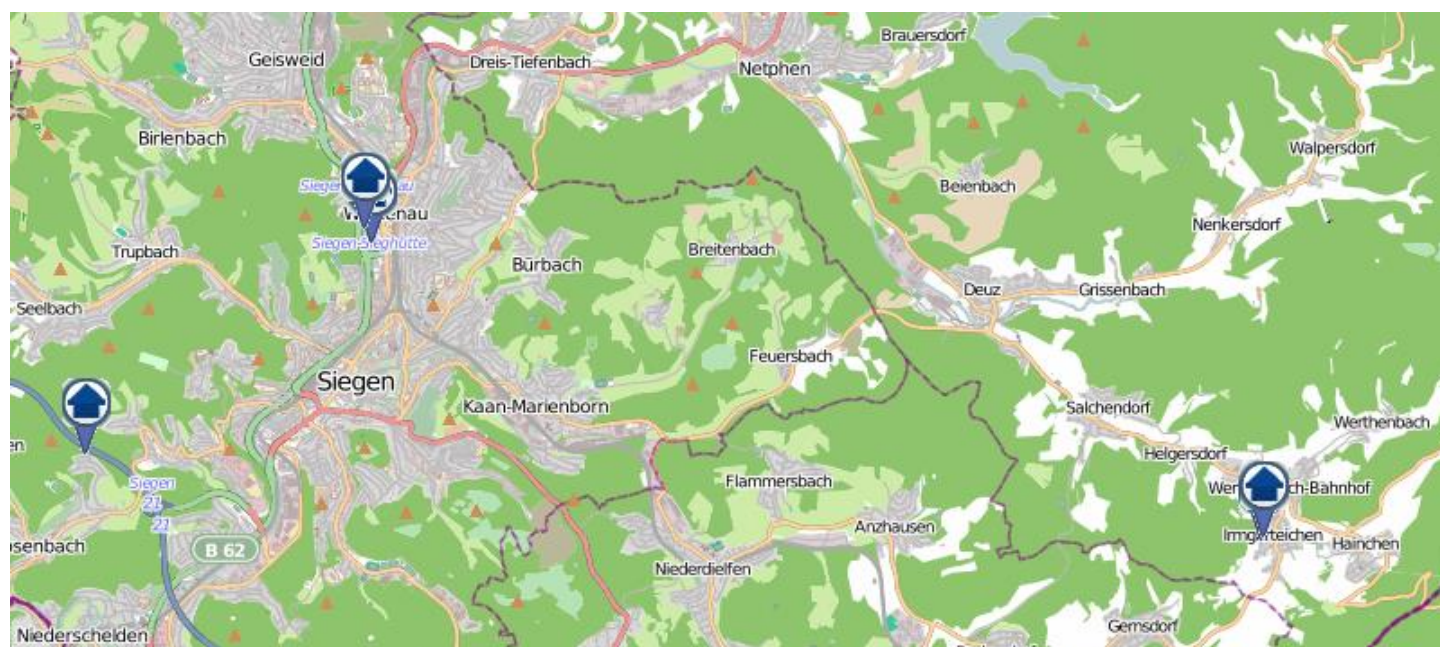 Brauersdorf
Geisweid
Dreis-Tiefenbach
Netphen
Birlenbach
Walpersdorf
Beienbach
Nenkersdorf
Siegen-Sieghütte
Trupbach
Breitenbach
Bürbach
Deuz
Grissenbach
Seelbach
Feuersbach
Siegen
Kaan-Marienborn
Salchendorf
Werthenbach
Helgersdorf
Flammersbach
Siegen
21
21
Anzhausen
Hainchen
B 62
Niederdielfen
Gernsdorf
Niederschelden